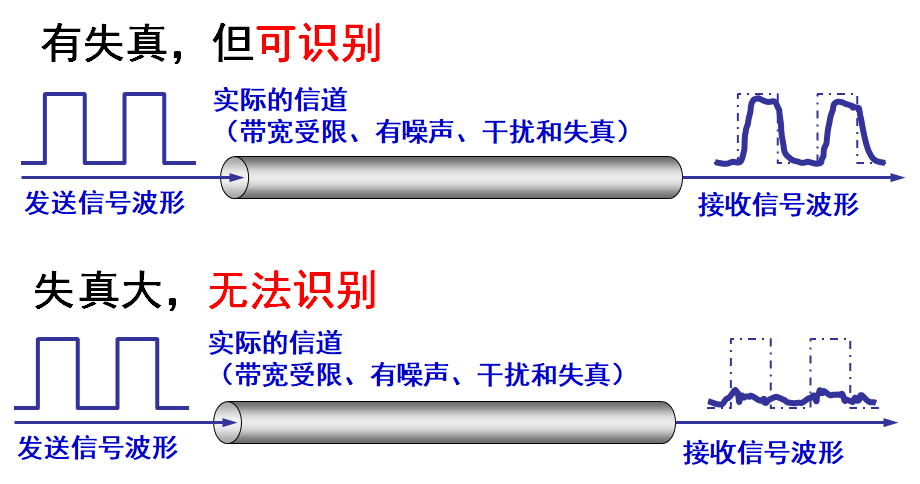 有失真，但可识别
实际的信道
（带宽受限、有噪声、干扰和失真）
发送信号波形
接收信号波形
失真大，无法识别
实际的信道
（带宽受限、有噪声、干扰和失真）
发送信号波形
接收信号波形